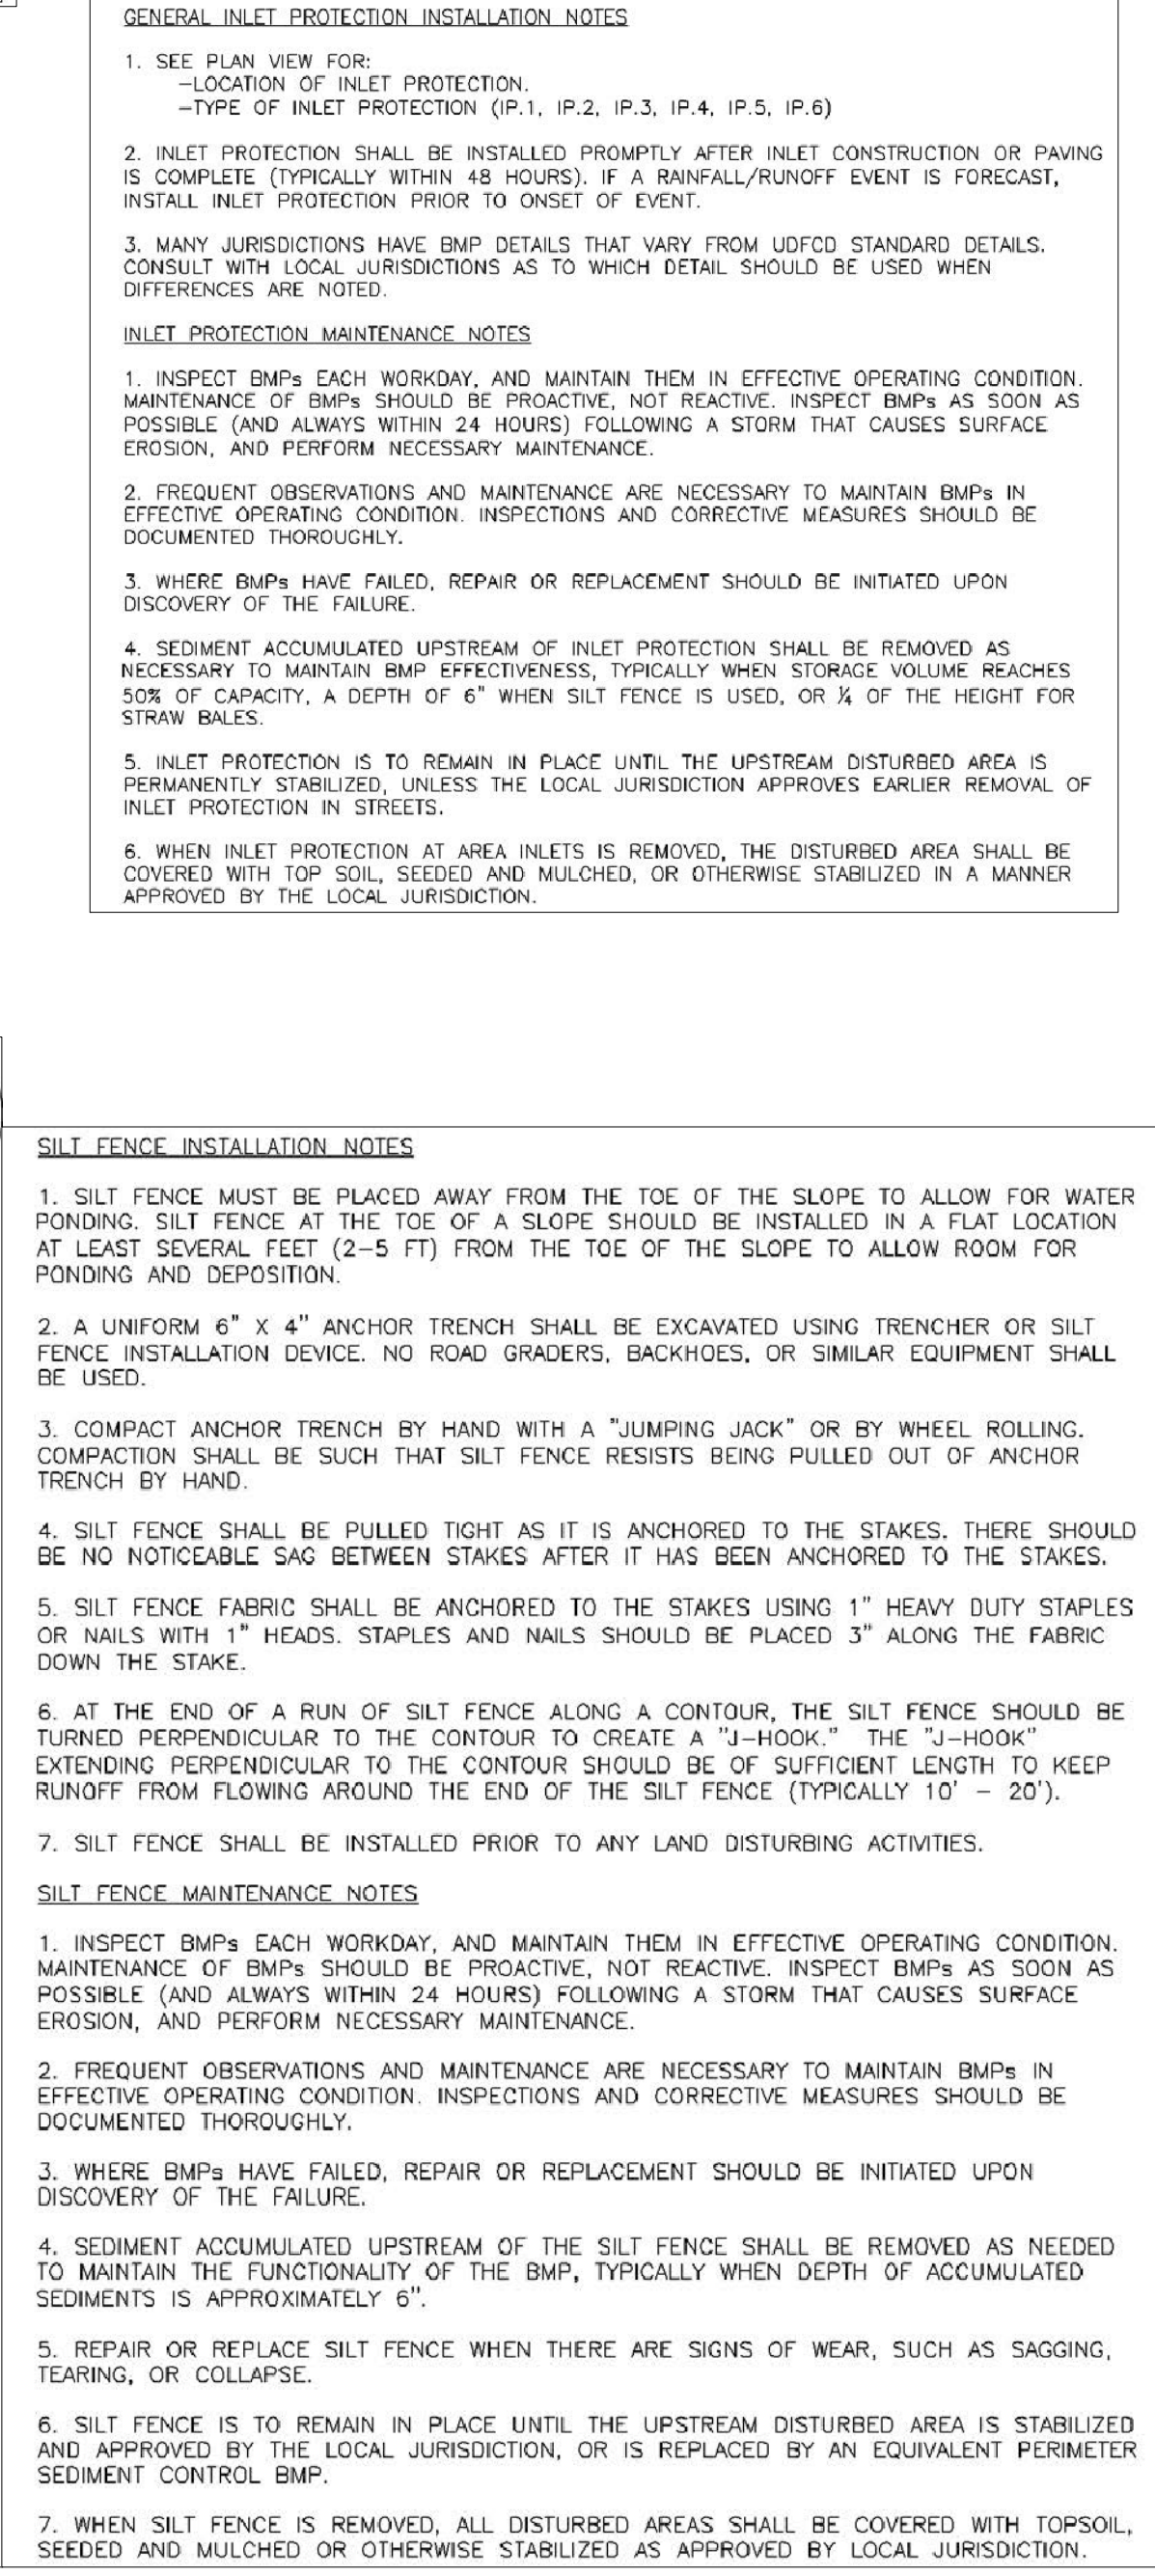 GENERAL INLET PROTECTION INSTALLATION NOTES
1. SEE PLAN VIEW FOR:
-LOCATION OF INLET PROTECTION.
-TYPE OF INLET PROTECTION (IP.1, IP.2, IP.3, IP.4, IP.5, IP.6)
2. INLET PROTECTION SHALL BE INSTALLED PROMPTLY AFTER INLET CONSTRUCTION OR PAVING
IS COMPLETE (TYPICALLY WITHIN 48 HOURS). IF A RAINFALL/RUNOFF EVENT IS FORECAST,
INSTALL INLET PROTECTION PRIOR TO ONSET OF EVENT.
3. MANY JURISDICTIONS HAVE BMP DETAILS THAT VARY FROM UDFCD STANDARD DETAILS.
CONSULT WITH LOCAL JURISDICTIONS AS TO WHICH DETAIL SHOULD BE USED WHEN
DIFFERENCES ARE NOTED.
INLET PROTECTION MAINTENANCE NOTES
1. INSPECT BMPs EACH WORKDAY, AND MAINTAIN THEM IN EFFECTIVE OPERATING CONDITION.
MAINTENANCE OF BMPs SHOULD BE PROACTIVE, NOT REACTIVE. INSPECT BMPs AS SOON AS
POSSIBLE (AND ALWAYS WITHIN 24 HOURS) FOLLOWING A STORM THAT CAUSES SURFACE
EROSION, AND PERFORM NECESSARY MAINTENANCE.
2. FREQUENT OBSERVATIONS AND MAINTENANCE ARE NECESSARY TO MAINTAIN BMPs IN
EFFECTIVE OPERATING CONDITION. INSPECTIONS AND CORRECTIVE MEASURES SHOULD BE
DOCUMENTED THOROUGHLY.
3. WHERE BMPs HAVE FAILED, REPAIR OR REPLACEMENT SHOULD BE INITIATED UPON
DISCOVERY OF THE FAILURE.
4. SEDIMENT ACCUMULATED UPSTREAM OF INLET PROTECTION SHALL BE REMOVED AS
NECESSARY TO MAINTAIN BMP EFFECTIVENESS, TYPICALLY WHEN STORAGE VOLUME REACHES
50% OF CAPACITY, A DEPTH OF 6" WHEN SILT FENCE IS USED, OR ¼ OF THE HEIGHT FOR
STRAW BALES.
5. INLET PROTECTION IS TO REMAIN IN PLACE UNTIL THE UPSTREAM DISTURBED AREA IS
PERMANENTLY STABILIZED, UNLESS THE LOCAL JURISDICTION APPROVES EARLIER REMOVAL OF
INLET PROTECTION IN STREETS.
6. WHEN INLET PROTECTION AT AREA INLETS IS REMOVED, THE DISTURBED AREA SHALL BE
COVERED WITH TOP SOIL, SEEDED AND MULCHED, OR OTHERWISE STABILIZED IN A MANNER
APPROVED BY THE LOCAL JURISDICTION.
SILT FENCE INSTALLATION NOTES
1. SILT FENCE MUST BE PLACED AWAY FROM THE TOE OF THE SLOPE TO ALLOW FOR WATER
PONDING. SILT FENCE AT THE TOE OF A SLOPE SHOULD BE INSTALLED IN A FLAT LOCATION
AT LEAST SEVERAL FEET (2-5 FT) FROM THE TOE OF THE SLOPE TO ALLOW ROOM FOR
PONDING AND DEPOSITION.
2. A UNIFORM 6" X 4" ANCHOR TRENCH SHALL BE EXCAVATED USING TRENCHER OR SILT
FENCE INSTALLATION DEVICE. NO ROAD GRADERS, BACKHOES, OR SIMILAR EQUIPMENT SHALL
BE USED.
3. COMPACT ANCHOR TRENCH BY HAND WITH A "JUMPING JACK" OR BY WHEEL ROLLING.
COMPACTION SHALL BE SUCH THAT SILT FENCE RESISTS BEING PULLED OUT OF ANCHOR
TRENCH BY HAND.
4. SILT FENCE SHALL BE PULLED TIGHT AS IT IS ANCHORED TO THE STAKES. THERE SHOULD
BE NO NOTICEABLE SAG BETWEEN STAKES AFTER IT HAS BEEN ANCHORED TO THE STAKES.
5. SILT FENCE FABRIC SHALL BE ANCHORED TO THE STAKES USING 1" HEAVY DUTY STAPLES
OR NAILS WITH 1" HEADS. STAPLES AND NAILS SHOULD BE PLACED 3" ALONG THE FABRIC
DOWN THE STAKE.
6. AT THE END OF A RUN OF SILT FENCE ALONG A CONTOUR, THE SILT FENCE SHOULD BE
TURNED PERPENDICULAR TO THE CONTOUR TO CREATE A "J-HOOK." THE "J-HOOK"
EXTENDING PERPENDICULAR TO THE CONTOUR SHOULD BE OF SUFFICIENT LENGTH TO KEEP
RUNOFF FROM FLOWING AROUND THE END OF THE SILT FENCE (TYPICALLY 10' - 20').
7. SILT FENCE SHALL BE INSTALLED PRIOR TO ANY LAND DISTURBING ACTIVITIES.
SILT FENCE MAINTENANCE NOTES
1. INSPECT BMPs EACH WORKDAY, AND MAINTAIN THEM IN EFFECTIVE OPERATING CONDITION.
MAINTENANCE OF BMPs SHOULD BE PROACTIVE, NOT REACTIVE. INSPECT BMPs AS SOON AS
POSSIBLE (AND ALWAYS WITHIN 24 HOURS) FOLLOWING A STORM THAT CAUSES SURFACE
EROSION, AND PERFORM NECESSARY MAINTENANCE.
2. FREQUENT OBSERVATIONS AND MAINTENANCE ARE NECESSARY TO MAINTAIN BMPs IN
EFFECTIVE OPERATING CONDITION. INSPECTIONS AND CORRECTIVE MEASURES SHOULD BE
DOCUMENTED THOROUGHLY.
3. WHERE BMPs HAVE FAILED, REPAIR OR REPLACEMENT SHOULD BE INITIATED UPON
DISCOVERY OF THE FAILURE.
4. SEDIMENT ACCUMULATED UPSTREAM OF THE SILT FENCE SHALL BE REMOVED AS NEEDED
TO MAINTAIN THE FUNCTIONALITY OF THE BMP, TYPICALLY WHEN DEPTH OF ACCUMULATED
SEDIMENTS IS APPROXIMATELY 6".
5. REPAIR OR REPLACE SILT FENCE WHEN THERE ARE SIGNS OF WEAR, SUCH AS SAGGING,
TEARING, OR COLLAPSE.
6. SILT FENCE IS TO REMAIN IN PLACE UNTIL THE UPSTREAM DISTURBED AREA IS STABILIZED
AND APPROVED BY THE LOCAL JURISDICTION, OR IS REPLACED BY AN EQUIVALENT PERIMETER
SEDIMENT CONTROL BMP.
7. WHEN SILT FENCE IS REMOVED, ALL DISTURBED AREAS SHALL BE COVERED WITH TOPSOIL,
SEEDED AND MULCHED OR OTHERWISE STABILIZED AS APPROVED BY LOCAL JURISDICTION.